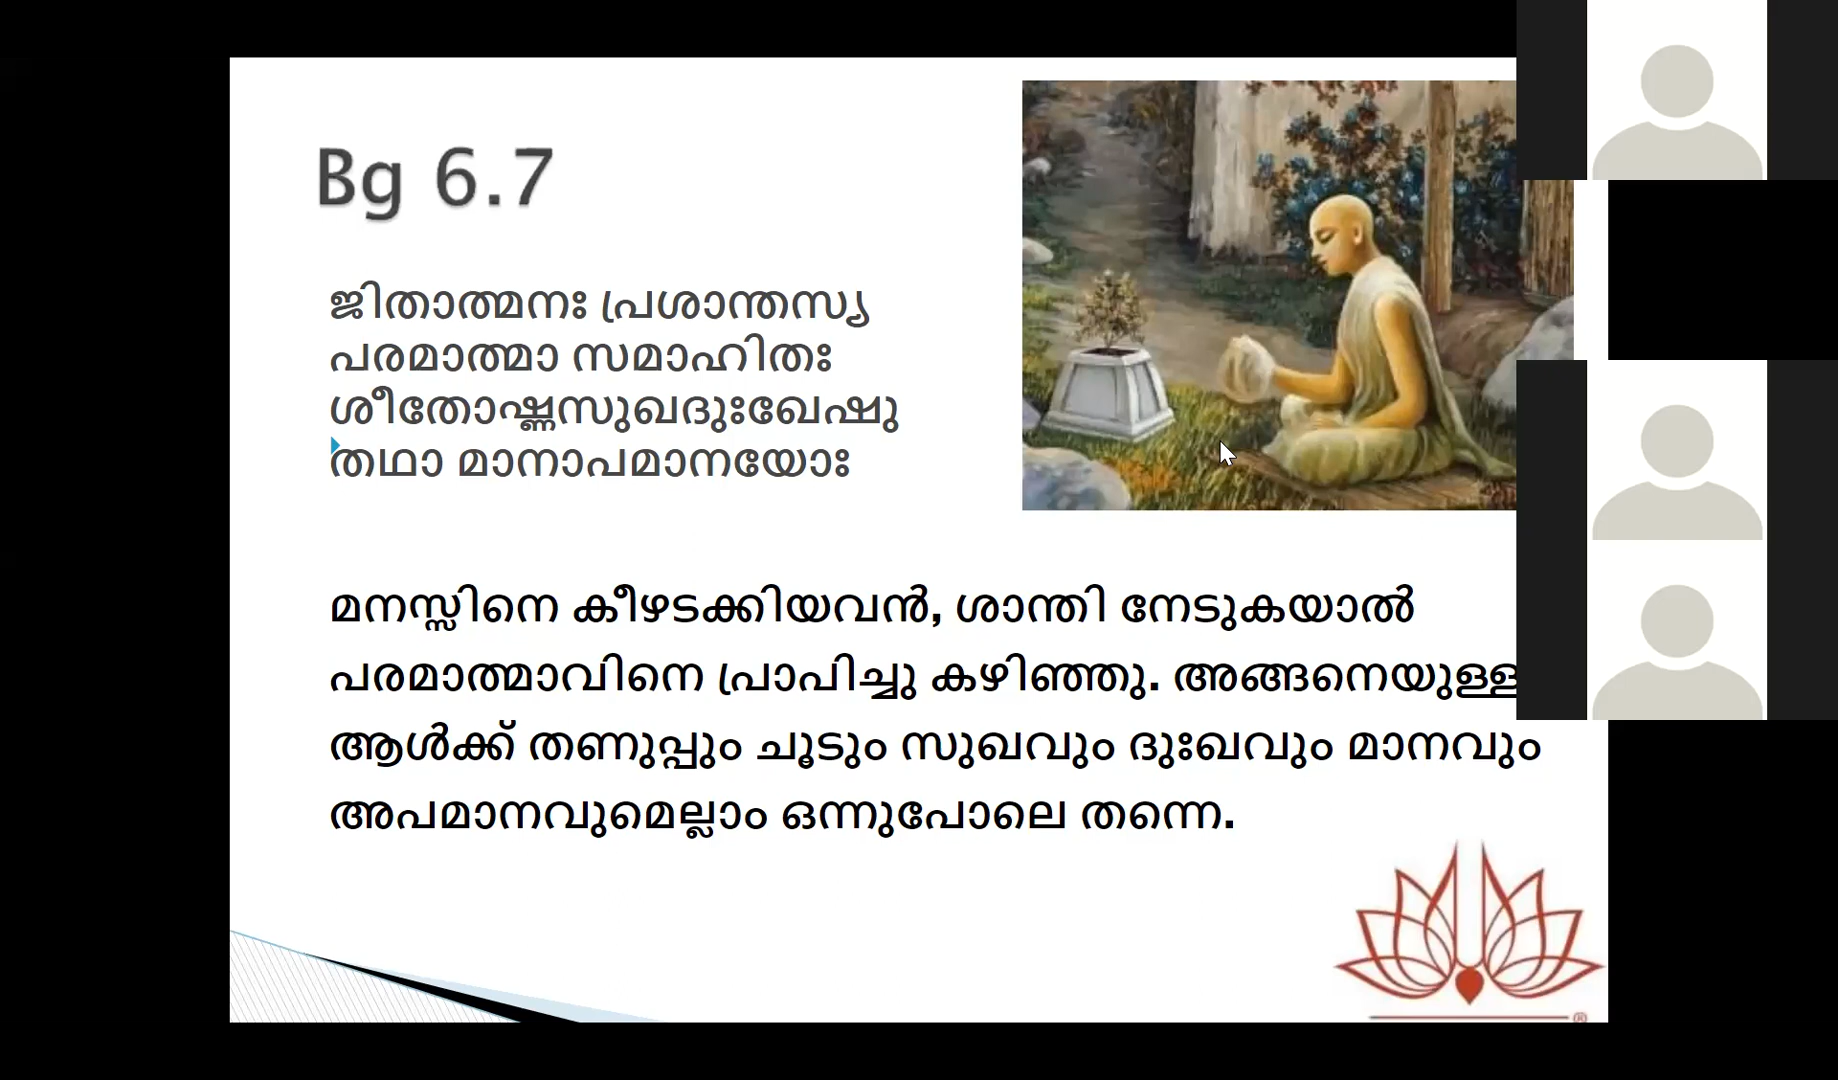 Bg 6.7
ജിതാത്മനഃ പ്രശാന്തസ്യ
പരമാത്മാ സമാഹിതഃ
ശീതോഷ്ണസുഖദുഃഖേഷു
തഥാ മാനാപമാനയോഃ
മനസ്സിനെ കീഴടക്കിയവൻ, ശാന്തി നേടുകയാൽ
പരമാത്മാവിനെ പ്രാപിച്ചു കഴിഞ്ഞു. അങ്ങനെയുള്ള
ആൾക്ക് തണുപ്പും ചൂടും സുഖവും ദുഃഖവും മാനവും
അപമാനവുമെല്ലാം ഒന്നുപോലെ തന്നെ.
®